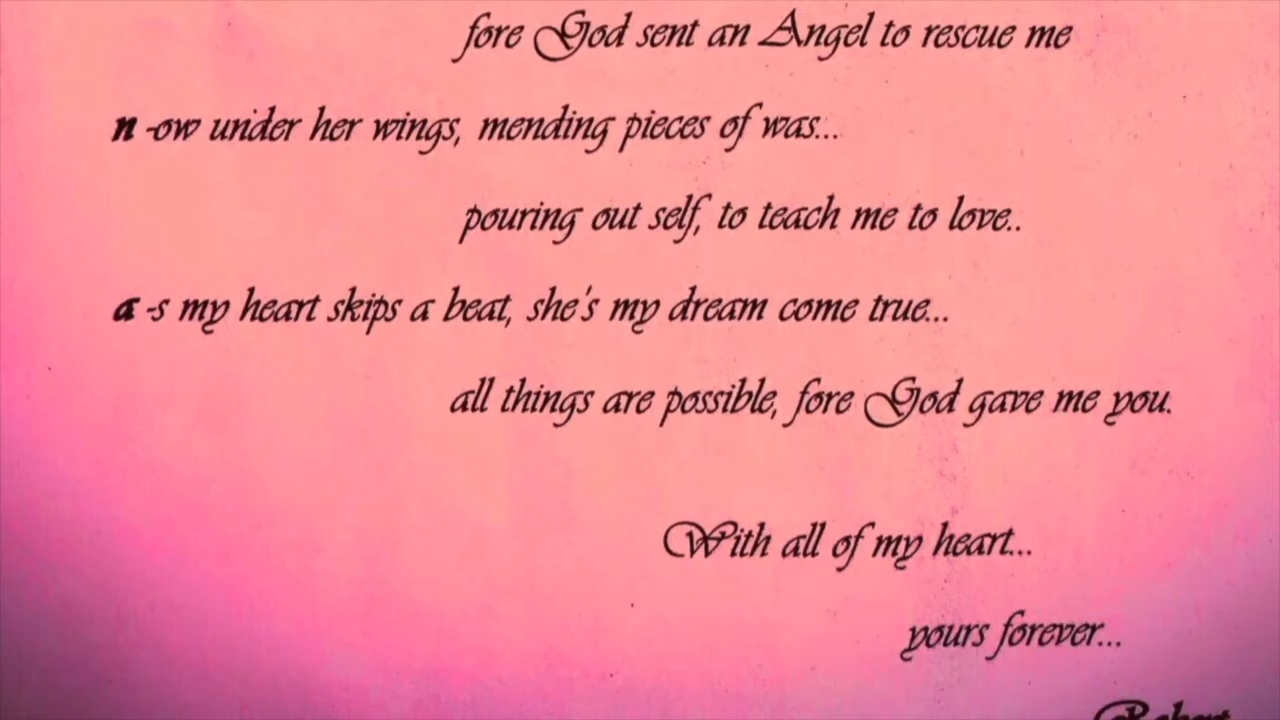 fore God sent an Angel to rescue me
n -ow under her wings, mending pieces of was...
pouring out self, to teach me to love..
a -s my heart skips a beat, she's my dream come true...
all things are possible, fore God gave me you.
With all of my heart...
yours forever...